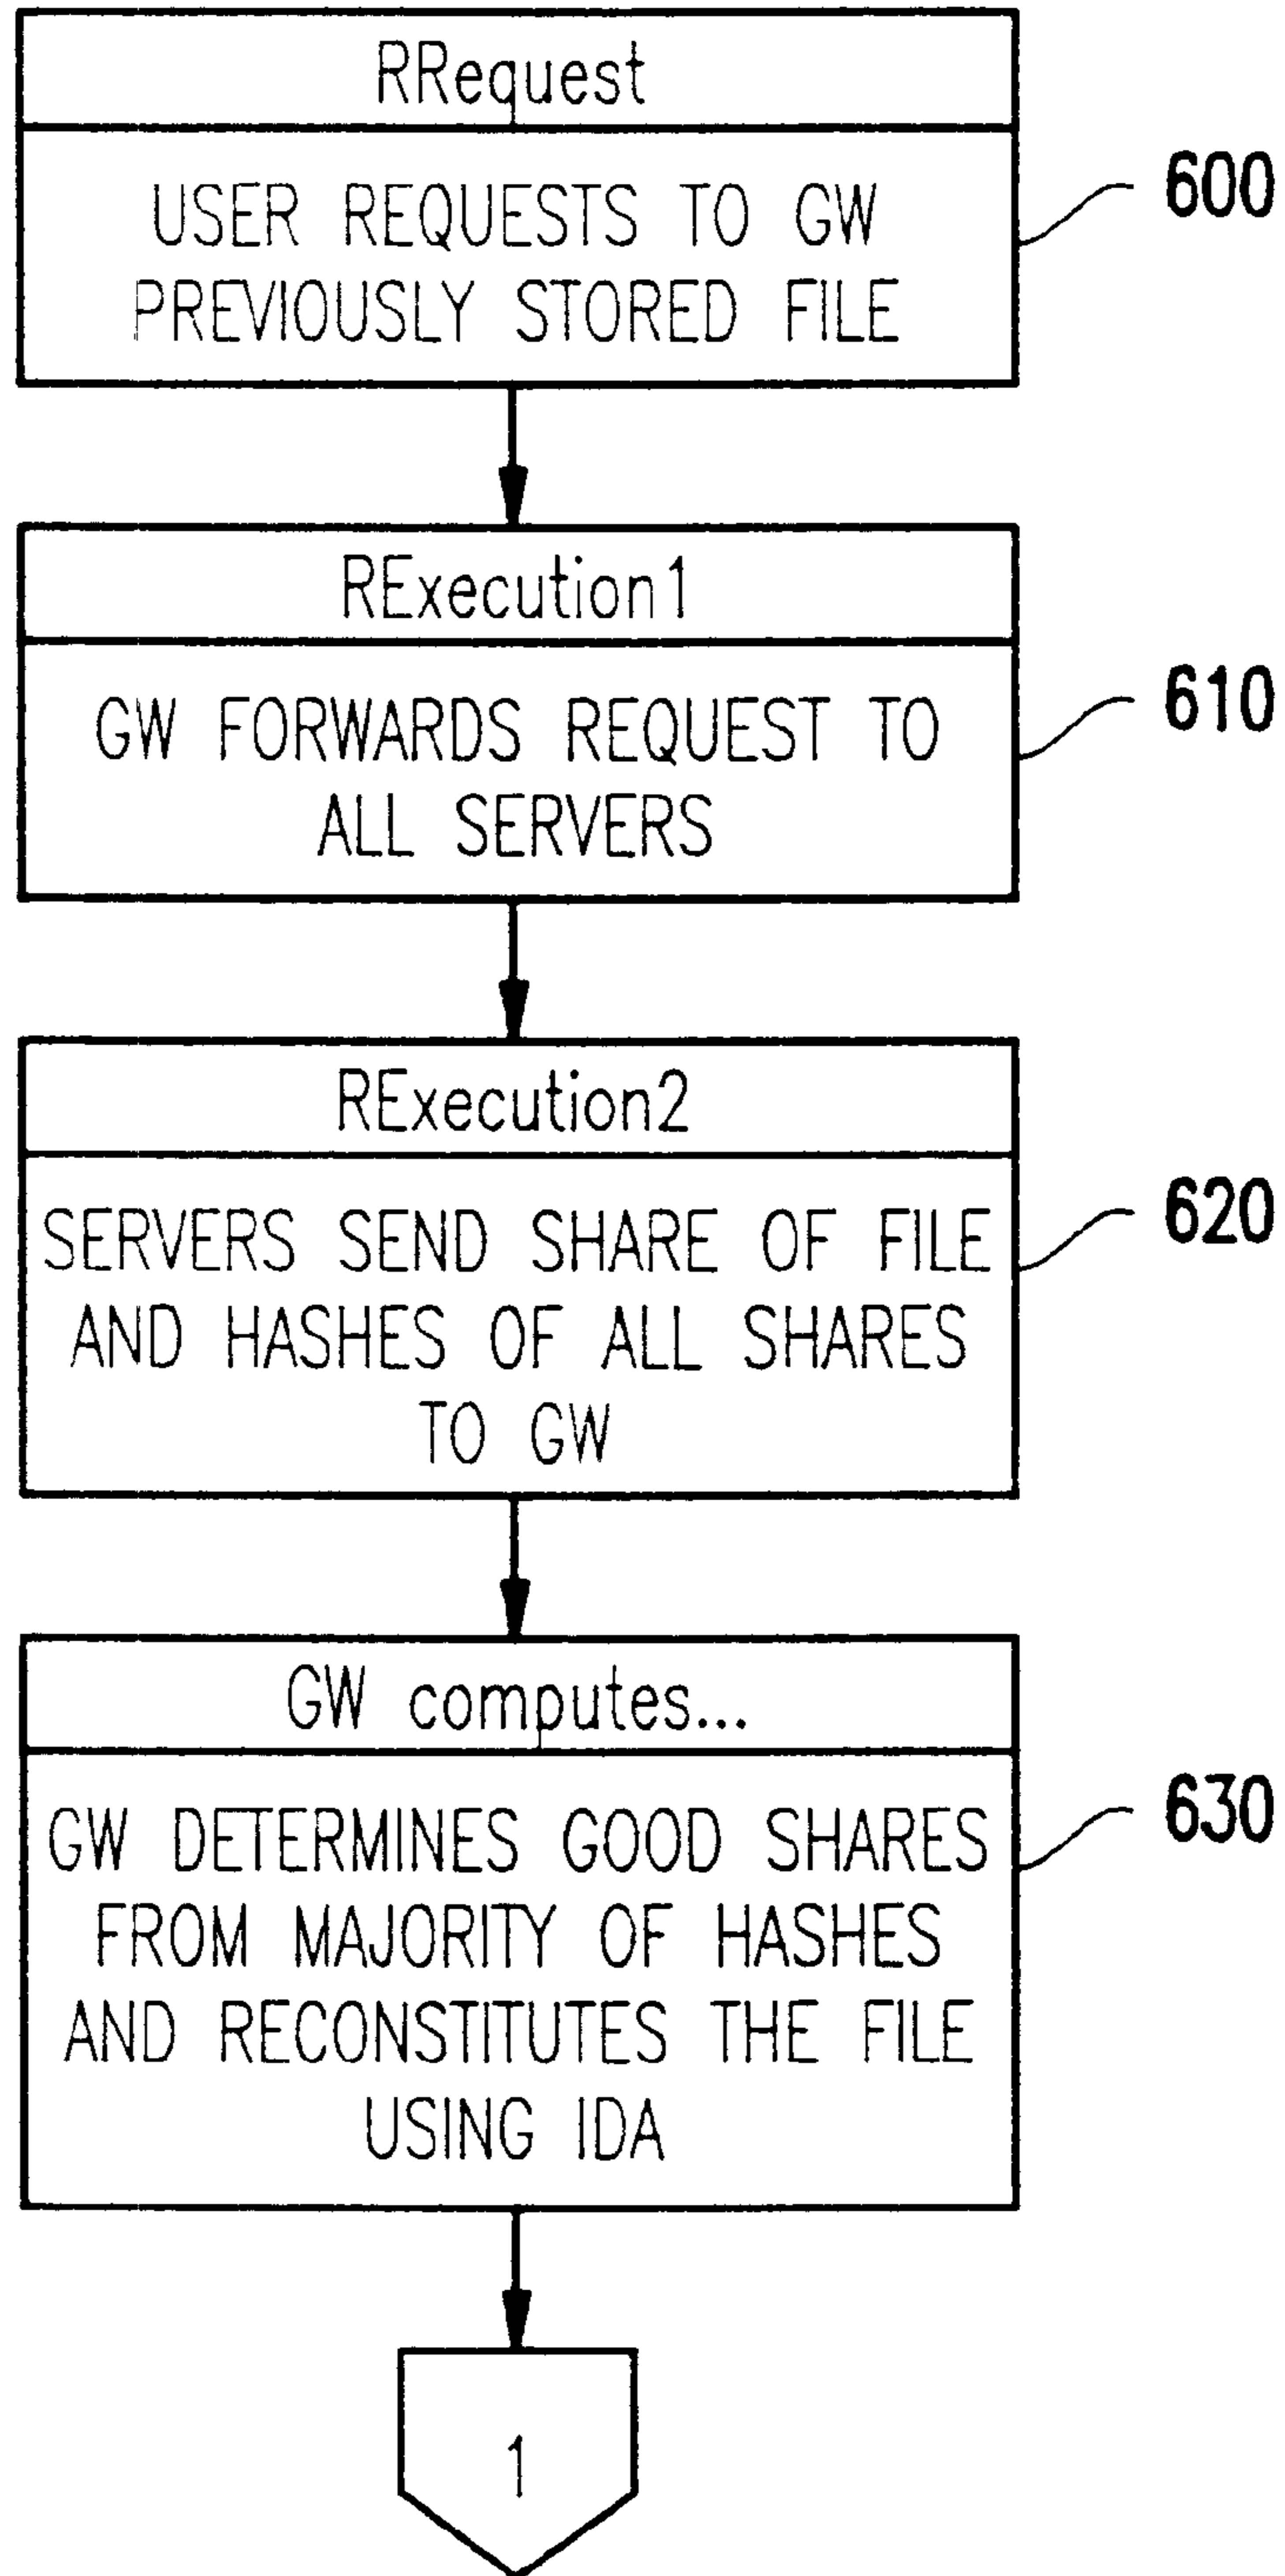 RRequest
USER REQUESTS TO GW
PREVIOUSLY STORED FILE
600
RExecution1
GW FORWARDS REQUEST TO
ALL SERVERS
610
RExecution2
SERVERS SEND SHARE OF FILE
AND HASHES OF ALL SHARES
TO GW
620
GW computes...
GW DETERMINES GOOD SHARES
FROM MAJORITY OF HASHES
AND RECONSTITUTES THE FILE
USING IDA
630
1